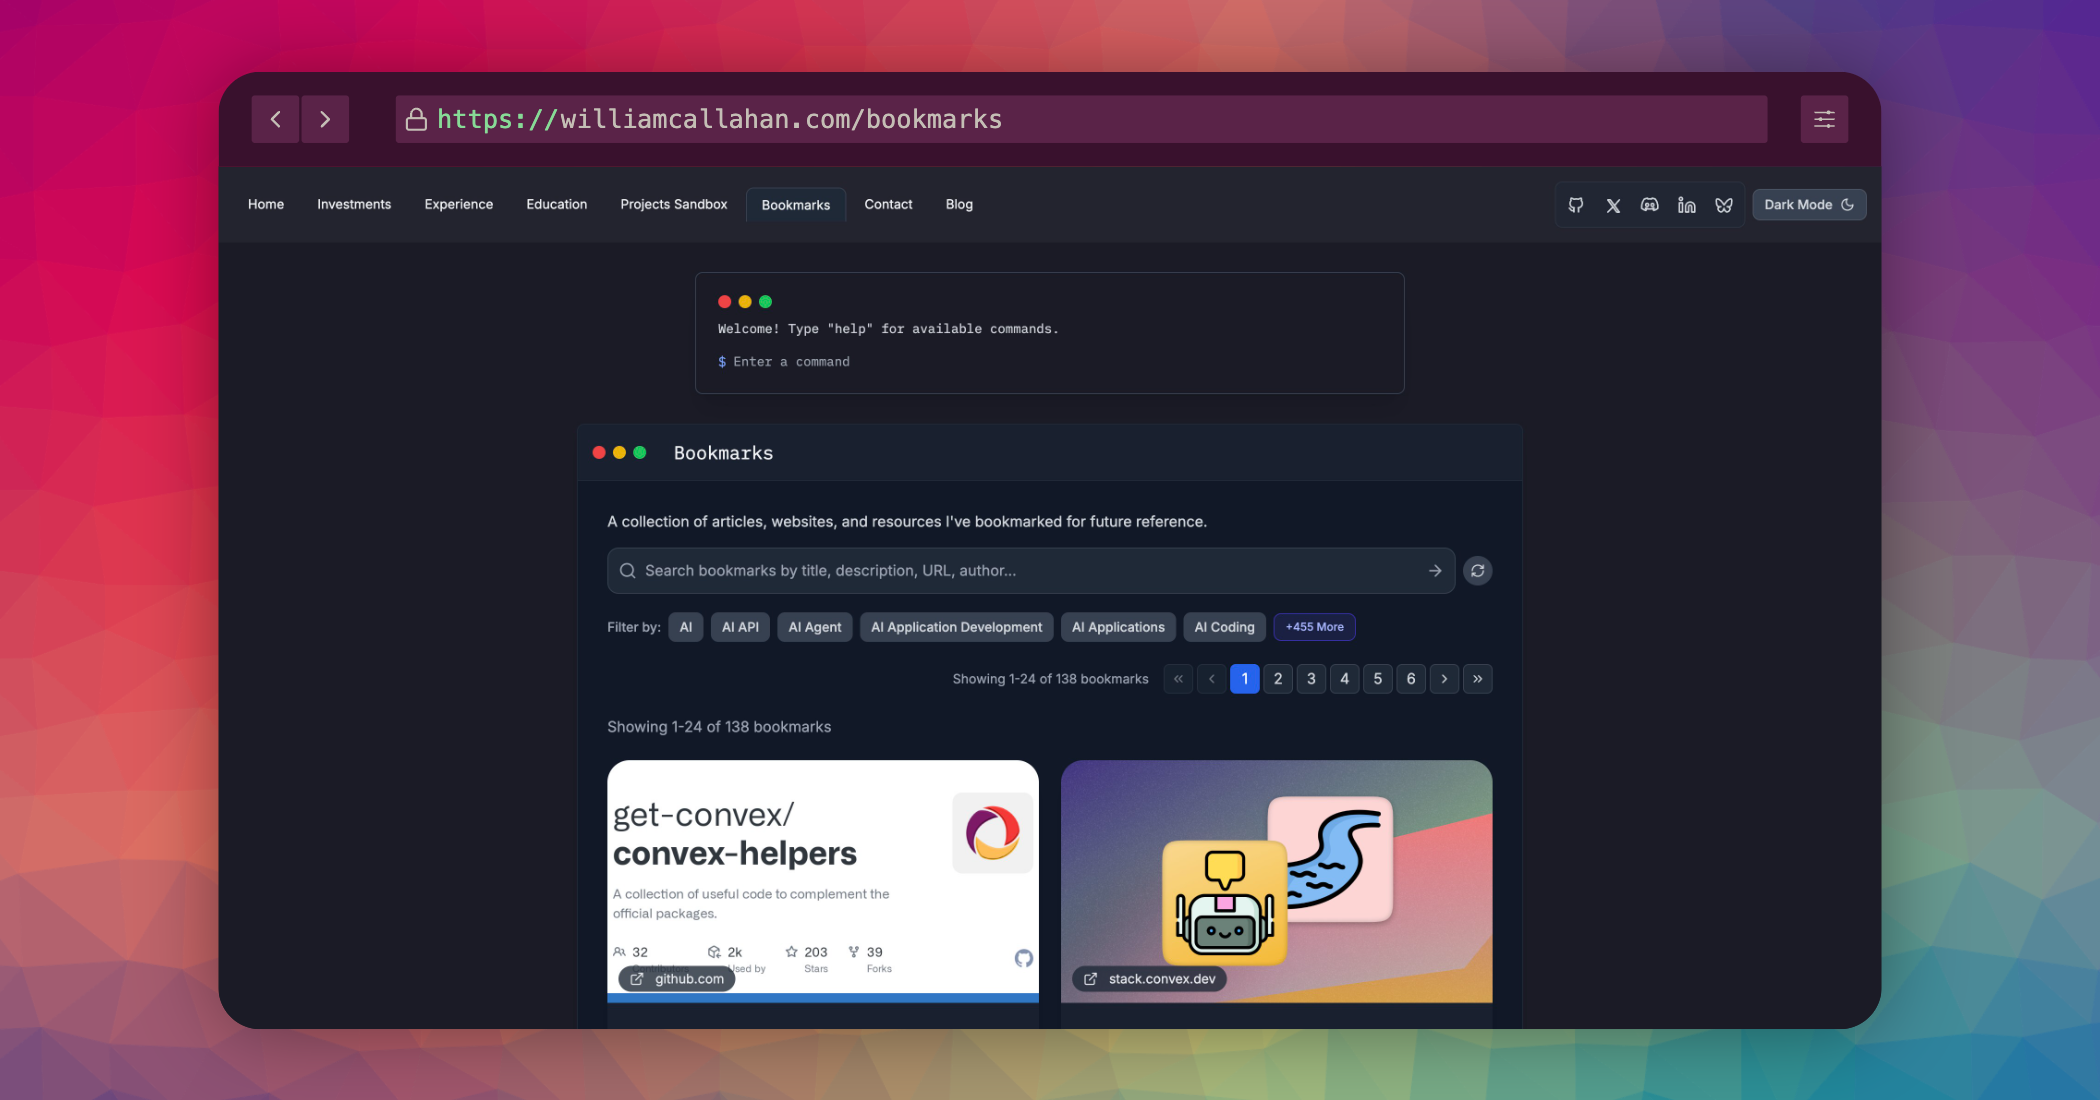 https://williamcallahan.com/bookmarks
Home Investments Experience Education Projects Sandbox Bookmarks Contact Blog Dark Mode
Welcome! Type "help" for available commands.
$ Enter a command
Bookmarks
A collection of articles, websites, and resources I've bookmarked for future reference.
Search bookmarks by title, description, URL, author...
Filter by: AI AI API AI Agent AI Application Development AI Applications AI Coding +455 More
Showing 1-24 of 138 bookmarks « ‹ 1 2 3 4 5 6 › »
Showing 1-24 of 138 bookmarks
get-convex/
convex-helpers
A collection of useful code to complement the
official packages.
32 2k 203 39
Contributors Used by Stars Forks
github.com
stack.convex.dev